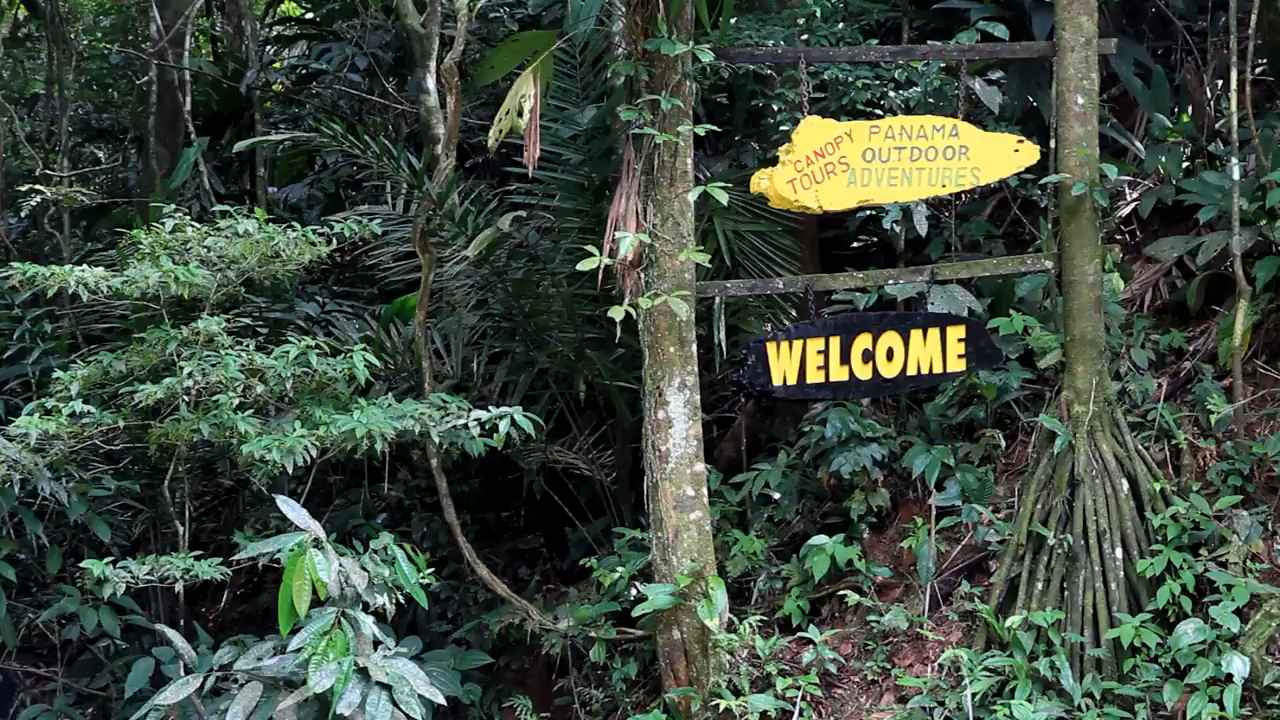 CANOPY
TOURS
PANAMA
OUTDOOR
ADVENTURES
WELCOME